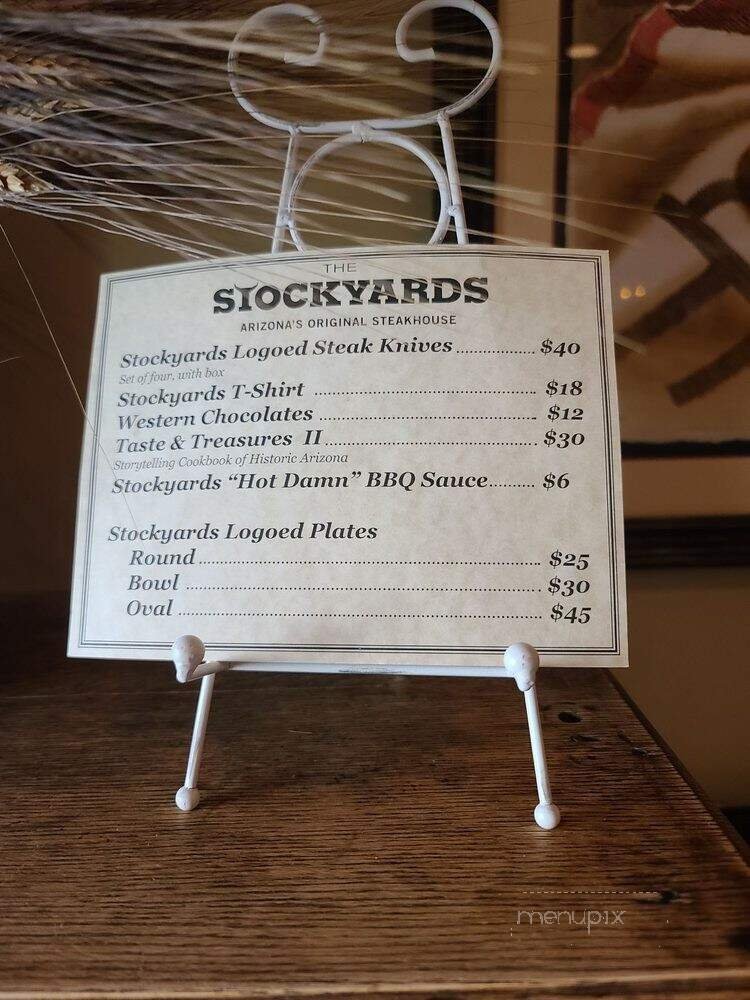 THE
STOCKYARDS
ARIZONA'S ORIGINAL STEAKHOUSE
Stockyards Logoed Steak Knives.................. $40
Set of four, with box
Stockyards T-Shirt .................................................. $18
Western Chocolates ................................................. $12
Taste & Treasures II................................................ $30
Storytelling Cookbook of Historic Arizona
Stockyards “Hot Damn” BBQ Sauce.......... $6
Stockyards Logoed Plates
Round............................................................................... $25
Bowl .................................................................................. $30
Oval ................................................................................... $45
menupix